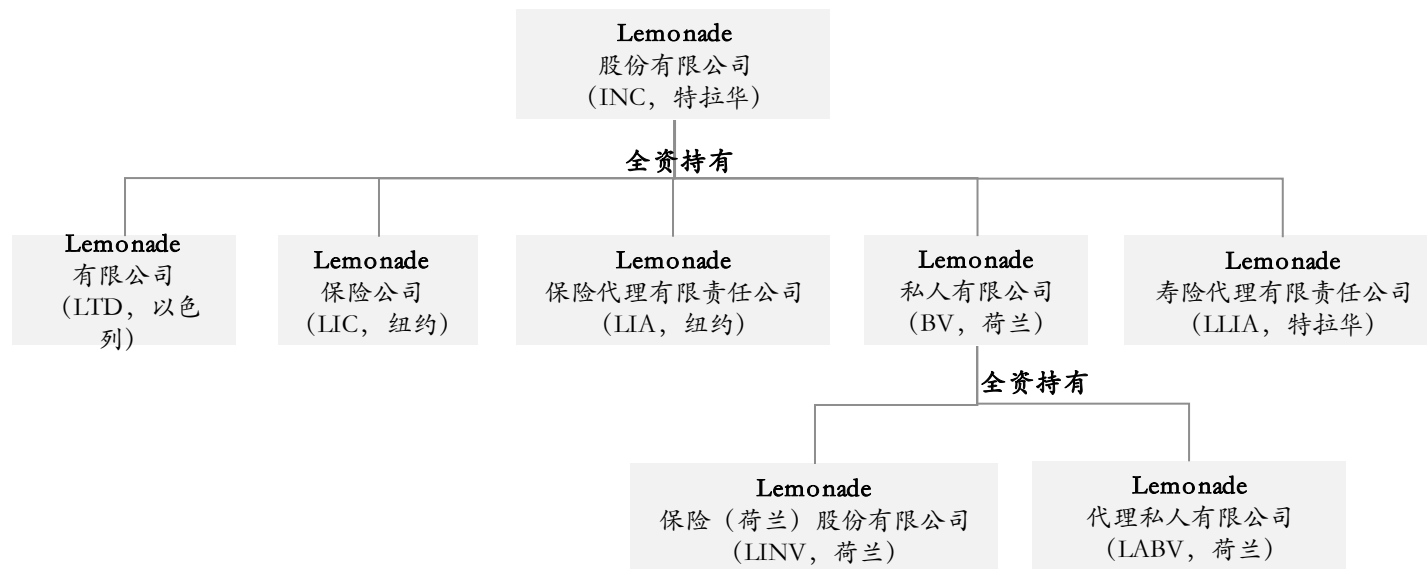 Lemonade
股份有限公司
（INC，特拉华）
全资持有
Lemonade
有限公司
（LTD，以色
列）
Lemonade
保险公司
（LIC，纽约）
Lemonade
保险代理有限责任公司
（LIA，纽约）
Lemonade
私人有限公司
（BV，荷兰）
Lemonade
寿险代理有限责任公司
（LLIA，特拉华）
全资持有
Lemonade
保险（荷兰）股份有限公司
（LINV，荷兰）
Lemonade
代理私人有限公司
（LABV，荷兰）